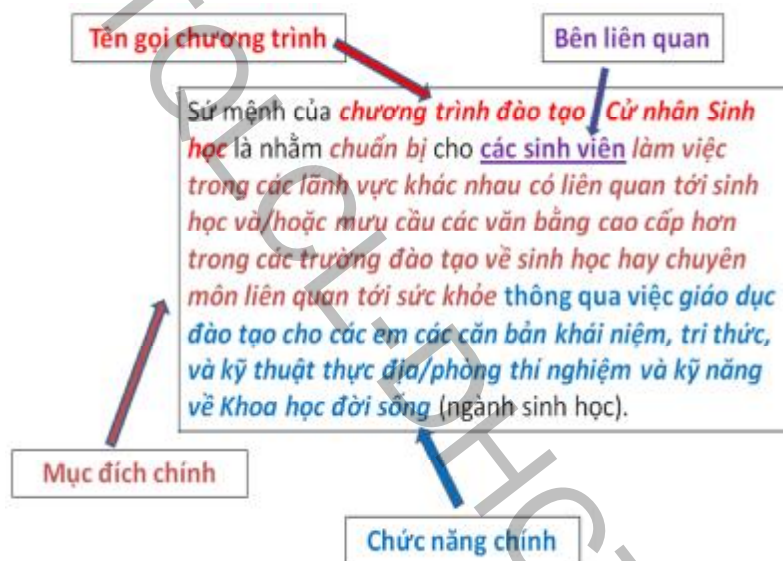 Tên gọi chương trình
Bên liên quan
Sứ mệnh của chương trình đào tạo Cử nhân Sinh
học là nhằm chuẩn bị cho các sinh viên làm việc
trong các lãnh vực khác nhau có liên quan tới sinh
học và/hoặc mưu cầu các văn bằng cao cấp hơn
trong các trường đào tạo về sinh học hay chuyên
môn liên quan tới sức khỏe thông qua việc giáo dục
đào tạo cho các em các căn bản khái niệm, tri thức,
và kỹ thuật thực địa/phòng thí nghiệm và kỹ năng
về Khoa học đời sống (ngành sinh học).
Mục đích chính
Chức năng chính